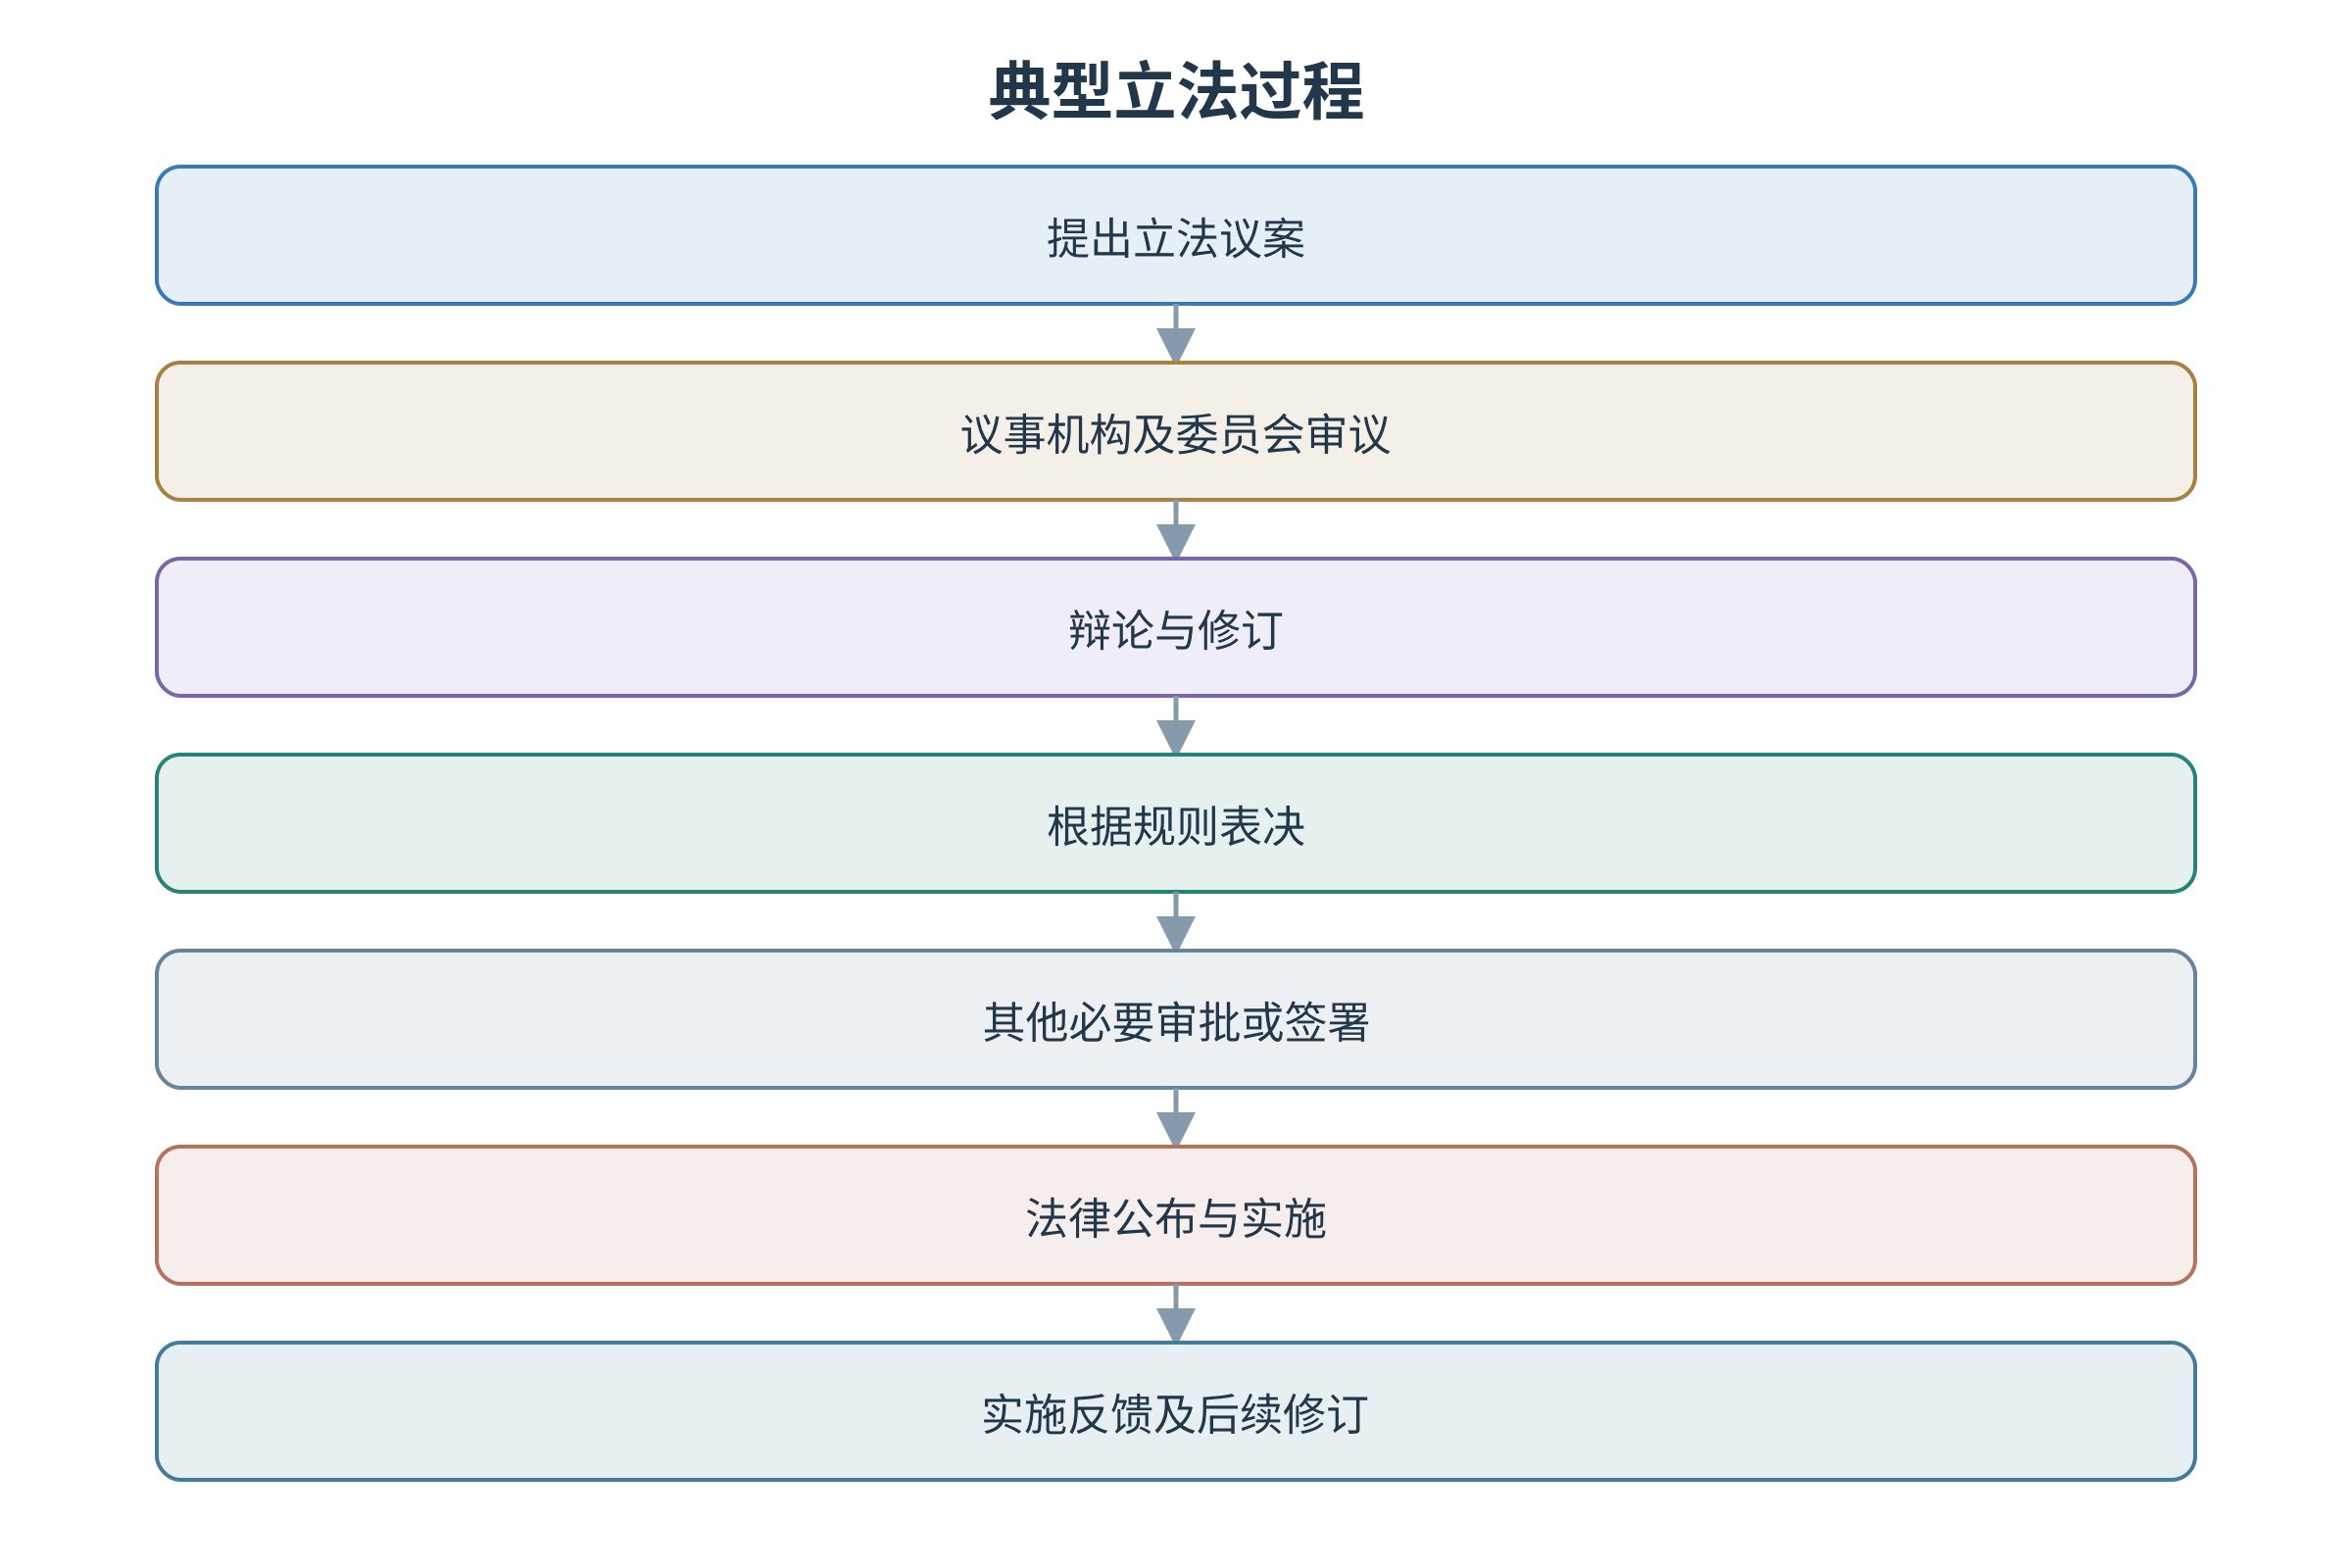 典型立法过程
提出立法议案
议事机构及委员会审议
辩论与修订
根据规则表决
其他必要审批或签署
法律公布与实施
实施反馈及后续修订